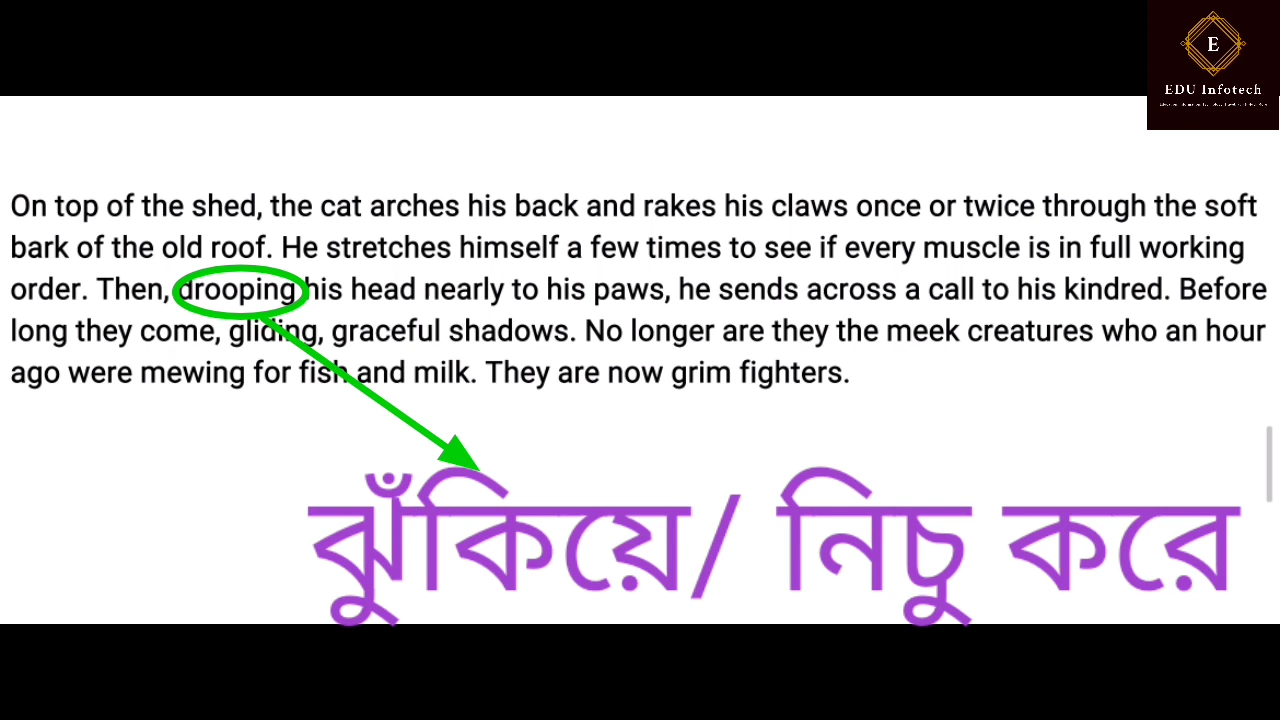 E
EDU Infotech
On top of the shed, the cat arches his back and rakes his claws once or twice through the soft
bark of the old roof. He stretches himself a few times to see if every muscle is in full working
order. Then, drooping his head nearly to his paws, he sends across a call to his kindred. Before
long they come, gliding, graceful shadows. No longer are they the meek creatures who an hour
ago were mewing for fish and milk. They are now grim fighters.
ঝুঁকিয়ে/ নিচু করে